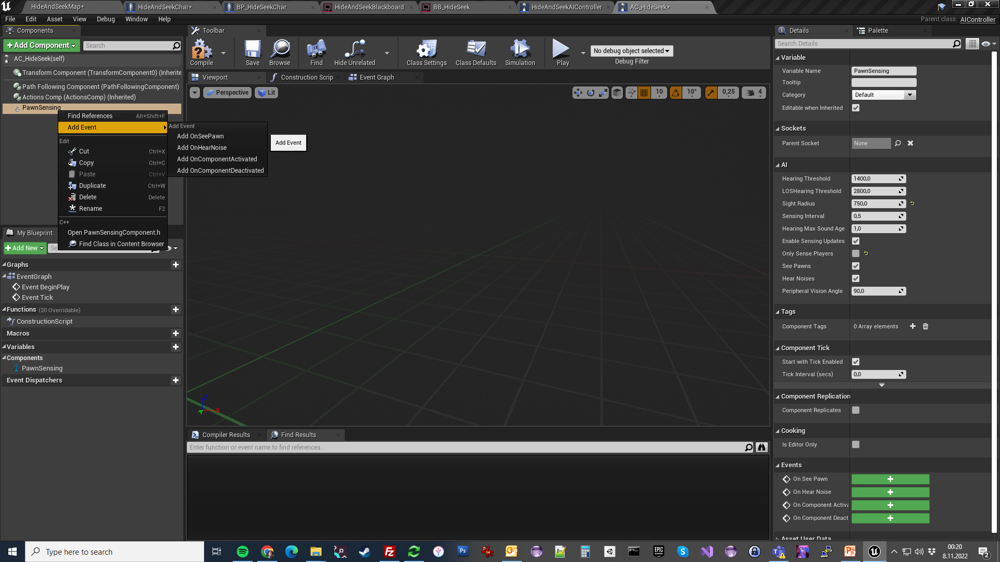 HideAndSeekMap*
HideAndSeekChar*
BP_HideSeekChar
HideAndSeekBlackboard
BB_HideSeek
HideAndSeekAIController
AC_HideSeek*
File Edit Asset View Debug Window Help
Parent class: AIController
Components
Add Component
Search
AC_HideSeek(self)
Transform Component (TransformComponent0) (Inherite
Path Following Component (PathFollowingComponent)
Actions Comp (ActionsComp) (Inherited)
PawnSensing
Find References Alt+Shift+F
Add Event
Edit
Cut Ctrl+X
Copy Ctrl+C
Paste Ctrl+V
Duplicate Ctrl+W
Delete Delete
Rename F2
C++
Open PawnSensingComponent.h
Find Class in Content Browser
Add Event
Add OnSeePawn
Add OnHearNoise
Add OnComponentActivated
Add OnComponentDeactivated
Add Event
My Blueprint
Add New
Se
Graphs
EventGraph
Event BeginPlay
Event Tick
Functions (20 Overridable)
ConstructionScript
Macros
Variables
Components
PawnSensing
Event Dispatchers
Toolbar
Compile
Save
Browse
Find
Hide Unrelated
Class Settings
Class Defaults
Simulation
Play
No debug object selected
Debug Filter
Viewport
Construction Scrip
Event Graph
Perspective
Lit
10
10°
0,25
4
Z
X
Y
Compiler Results
Find Results
Enter function or event name to find references...
Details
Palette
Search Details
Variable
Variable Name PawnSensing
Tooltip
Category Default
Editable when Inherited
Sockets
Parent Socket None
AI
Hearing Threshold 1400,0
LOSHearing Threshold 2800,0
Sight Radius 750,0
Sensing Interval 0,5
Hearing Max Sound Age 1,0
Enable Sensing Updates
Only Sense Players
See Pawns
Hear Noises
Peripheral Vision Angle 90,0
Tags
Component Tags 0 Array elements
Component Tick
Start with Tick Enabled
Tick Interval (secs) 0,0
Component Replication
Component Replicates
Cooking
Is Editor Only
Events
On See Pawn
On Hear Noise
On Component Activa
On Component Deact
Asset User Data
Type here to search
00:20
8.11.2022
2